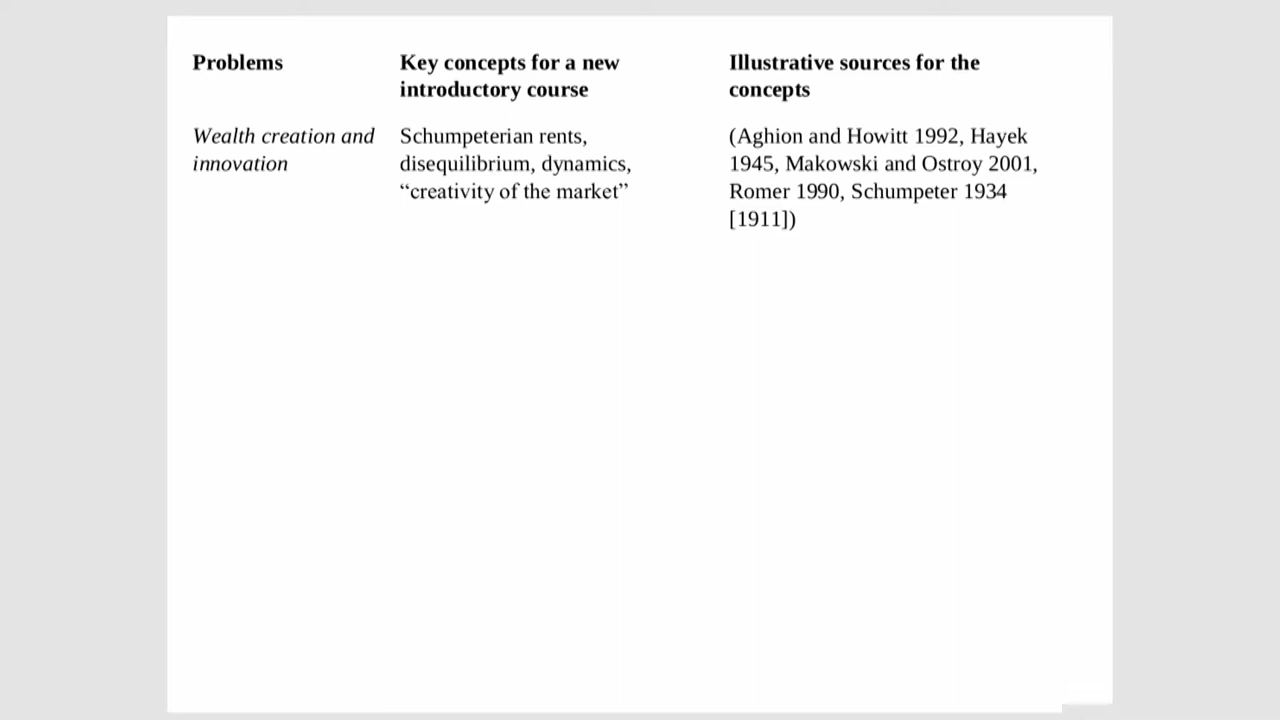 Problems
Key concepts for a new
introductory course
Illustrative sources for the
concepts
Wealth creation and
innovation
Schumpeterian rents,
disequilibrium, dynamics,
“creativity of the market”
(Aghion and Howitt 1992, Hayek
1945, Makowski and Ostroy 2001,
Romer 1990, Schumpeter 1934
[1911])